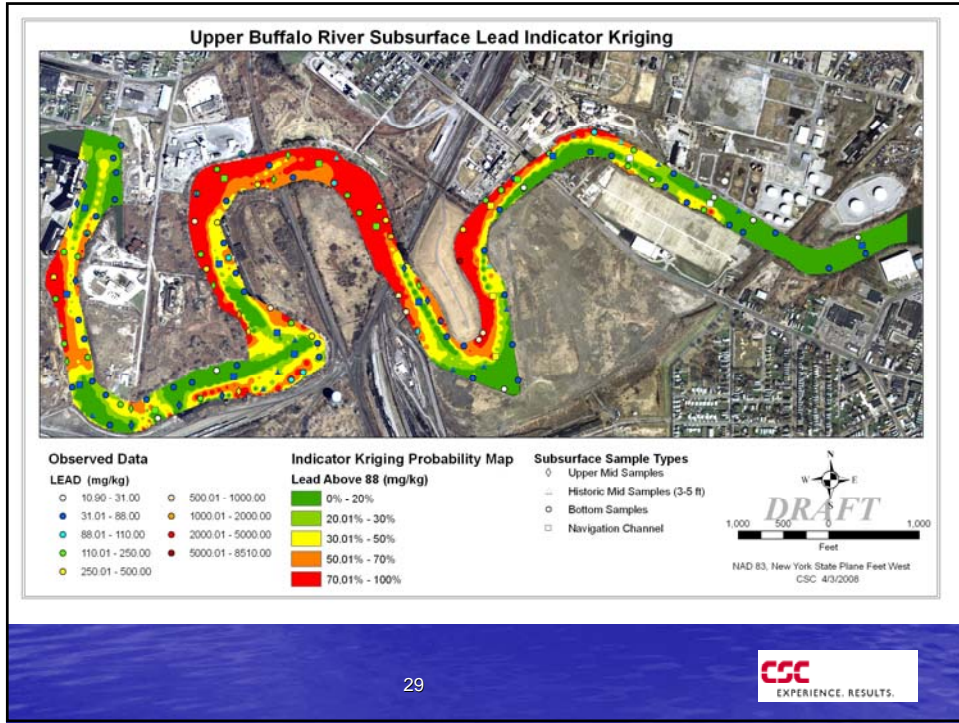 Upper Buffalo River Subsurface Lead Indicator Kriging
Observed Data
LEAD (mg/kg)
10.90 - 31.00
31.01 - 88.00
88.01 - 110.00
110.01 - 250.00
250.01 - 500.00
500.01 - 1000.00
1000.01 - 2000.00
2000.01 - 5000.00
5000.01 - 8510.00
Indicator Kriging Probability Map
Lead Above 88 (mg/kg)
0% - 20%
20.01% - 30%
30.01% - 50%
50.01% - 70%
70.01% - 100%
Subsurface Sample Types
Upper Mid Samples
Historic Mid Samples (3-5 ft)
Bottom Samples
Navigation Channel
N
W E
S
DRAFT
1,000 500 0 1,000
Feet
NAD 83, New York State Plane Feet West
CSC 4/3/2008
29
CSC
EXPERIENCE. RESULTS.